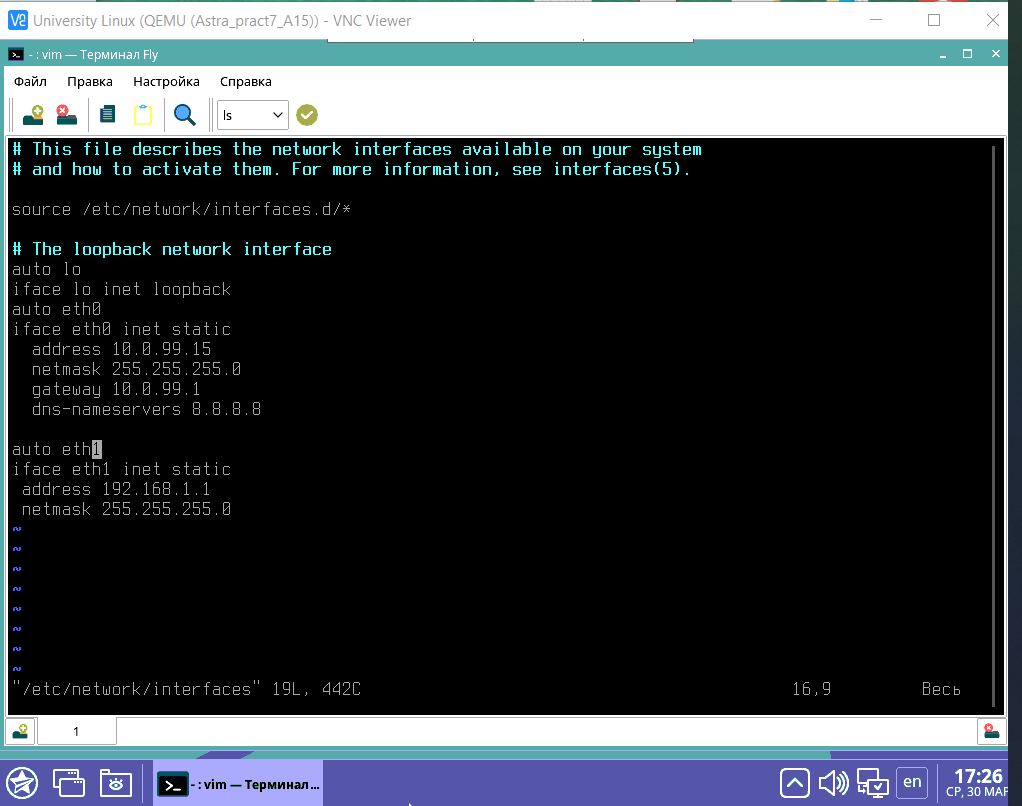 University Linux (QEMU (Astra_pract7_A15)) - VNC Viewer
- : vim — Терминал Fly
Файл Правка Настройка Справка
ls
# This file describes the network interfaces available on your system
# and how to activate them. For more information, see interfaces(5).
source /etc/network/interfaces.d/*
# The loopback network interface
auto lo
iface lo inet loopback
auto eth0
iface eth0 inet static
  address 10.0.99.15
  netmask 255.255.255.0
  gateway 10.0.99.1
  dns-nameservers 8.8.8.8
auto eth1
iface eth1 inet static
 address 192.168.1.1
 netmask 255.255.255.0
~
~
~
~
~
~
~
~
"/etc/network/interfaces" 19L, 442C 16,9 Весь
1
- : vim — Терминал...
en
17:26
СР, 30 МАР